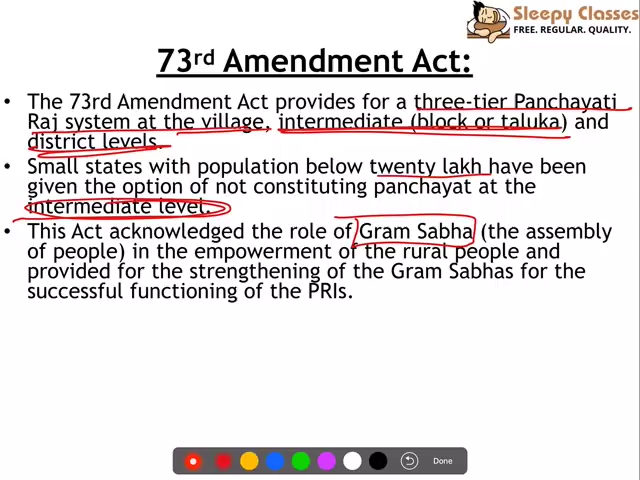 Sleepy Classes
FREE. REGULAR. QUALITY.
73rd Amendment Act:
• The 73rd Amendment Act provides for a three-tier Panchayati
Raj system at the village, intermediate (block or taluka) and
district levels.
• Small states with population below twenty lakh have been
given the option of not constituting panchayat at the
intermediate level.
• This Act acknowledged the role of Gram Sabha (the assembly
of people) in the empowerment of the rural people and
provided for the strengthening of the Gram Sabhas for the
successful functioning of the PRIs.
Done